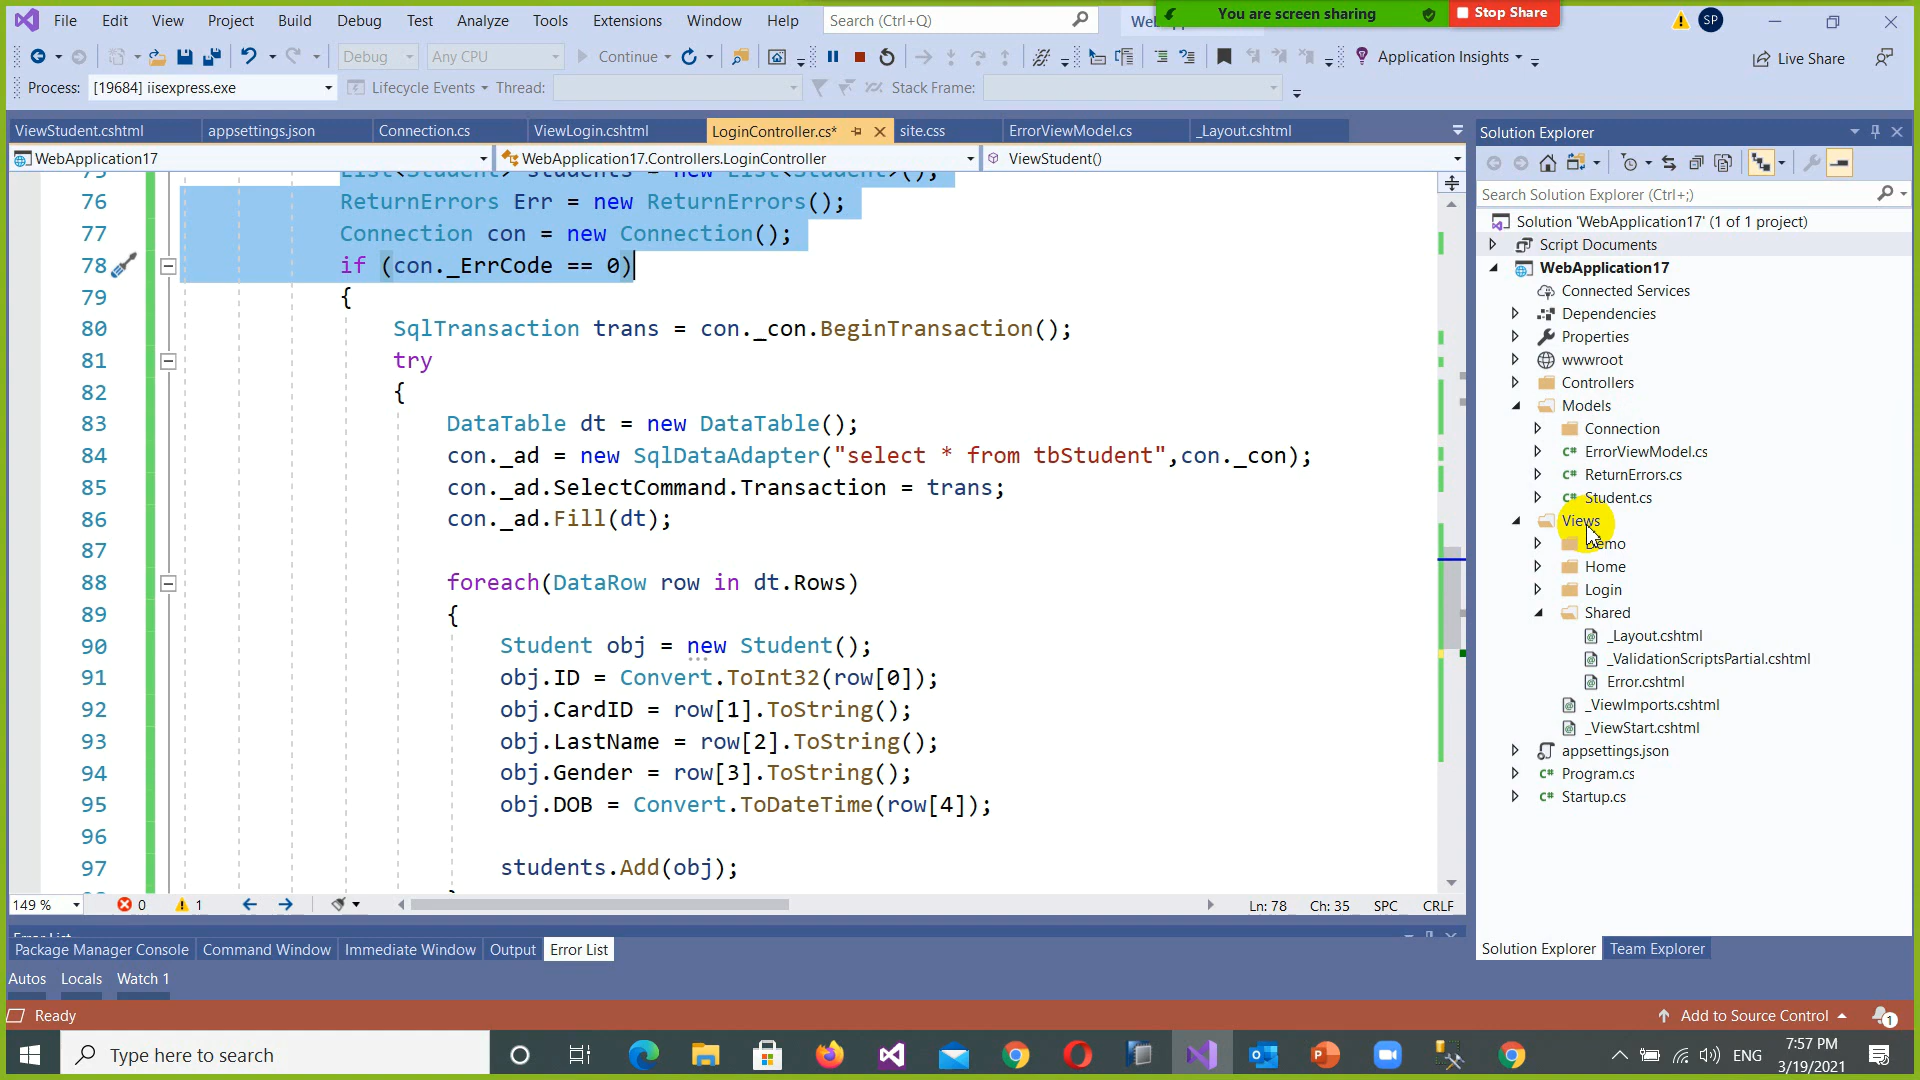 File Edit View Project Build Debug Test Analyze Tools Extensions Window Help Search (Ctrl+Q) You are screen sharing Stop Share SP
Debug Any CPU Continue Application Insights Live Share
Process: [19684] iisexpress.exe Lifecycle Events Thread: Stack Frame:
ViewStudent.cshtml appsettings.json Connection.cs ViewLogin.cshtml LoginController.cs* site.css ErrorViewModel.cs _Layout.cshtml
WebApplication17 WebApplication17.Controllers.LoginController ViewStudent()
75 List<Student> students = new List<Student>();
76 ReturnErrors Err = new ReturnErrors();
77 Connection con = new Connection();
78 if (con._ErrCode == 0)
79 {
80 SqlTransaction trans = con._con.BeginTransaction();
81 try
82 {
83 DataTable dt = new DataTable();
84 con._ad = new SqlDataAdapter("select * from tbStudent",con._con);
85 con._ad.SelectCommand.Transaction = trans;
86 con._ad.Fill(dt);
87
88 foreach(DataRow row in dt.Rows)
89 {
90 Student obj = new Student();
91 obj.ID = Convert.ToInt32(row[0]);
92 obj.CardID = row[1].ToString();
93 obj.LastName = row[2].ToString();
94 obj.Gender = row[3].ToString();
95 obj.DOB = Convert.ToDateTime(row[4]);
96
97 students.Add(obj);
149 % 0 1 Ln: 78 Ch: 35 SPC CRLF
Error List
Package Manager Console Command Window Immediate Window Output Error List
Autos Locals Watch 1
Solution Explorer
Search Solution Explorer (Ctrl+;)
Solution 'WebApplication17' (1 of 1 project)
Script Documents
WebApplication17
Connected Services
Dependencies
Properties
wwwroot
Controllers
Models
Connection
ErrorViewModel.cs
ReturnErrors.cs
Student.cs
Views
Demo
Home
Login
Shared
_Layout.cshtml
_ValidationScriptsPartial.cshtml
Error.cshtml
_ViewImports.cshtml
_ViewStart.cshtml
appsettings.json
Program.cs
Startup.cs
Solution Explorer Team Explorer
Ready Add to Source Control 1
Type here to search ENG 7:57 PM
3/19/2021